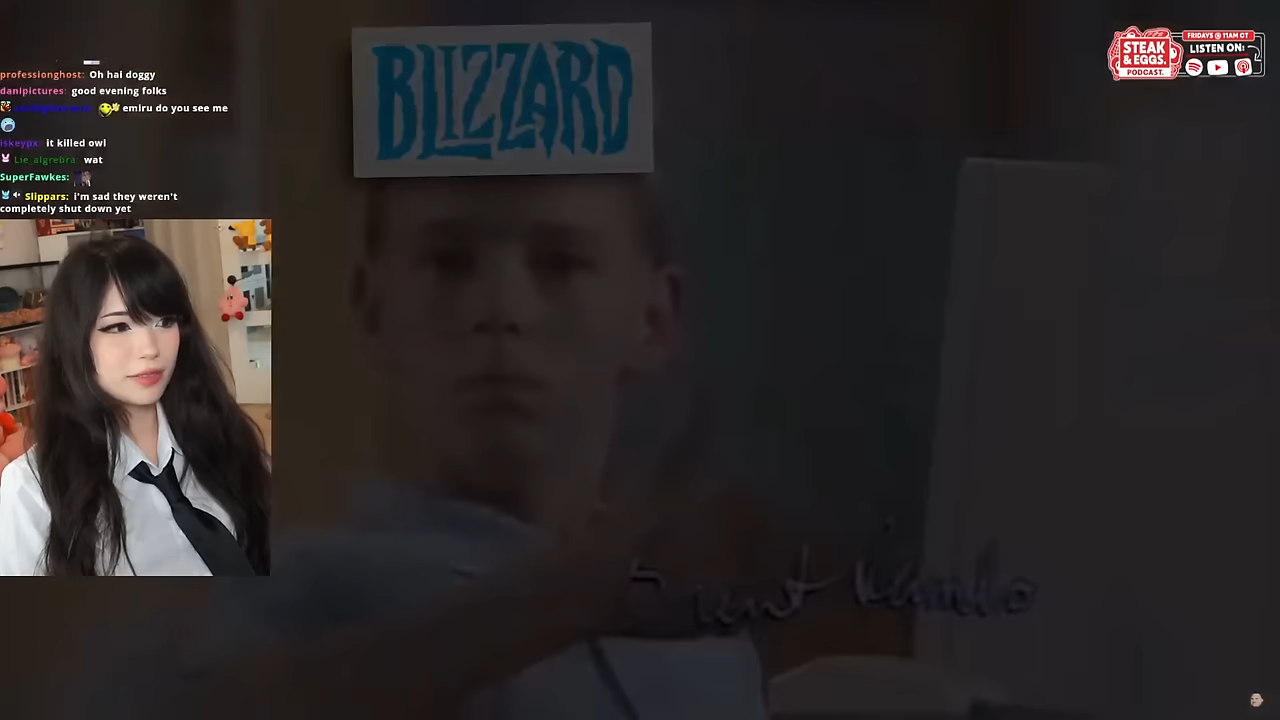 BLIZZARD
FRIDAYS @ 11AM CT
STEAK
& EGGS.
PODCAST.
LISTEN ON:
professionghost: Oh hai doggy
danipictures: good evening folks
emiru do you see me
iskeypx: it killed owl
Lie_algrebra: wat
SuperFawkes:
Slippars: i'm sad they weren't
completely shut down yet